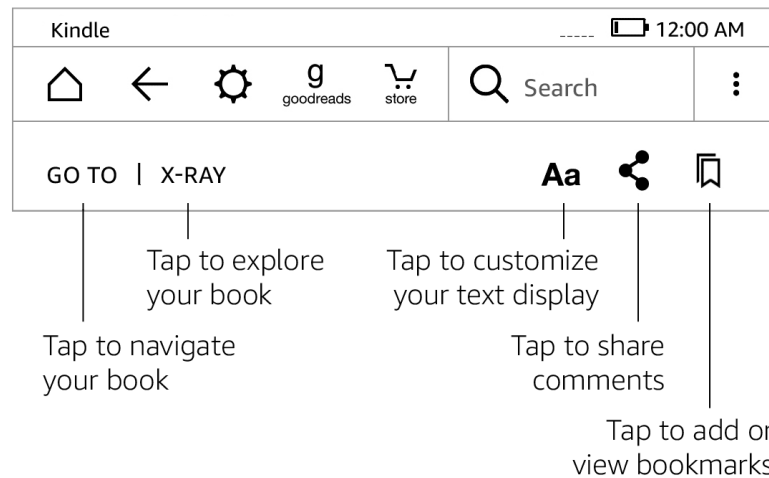 Kindle 12:00 AM
g
goodreads store Search
GO TO | X-RAY Aa
Tap to explore
your book
Tap to customize
your text display
Tap to navigate
your book
Tap to share
comments
Tap to add or
view bookmarks